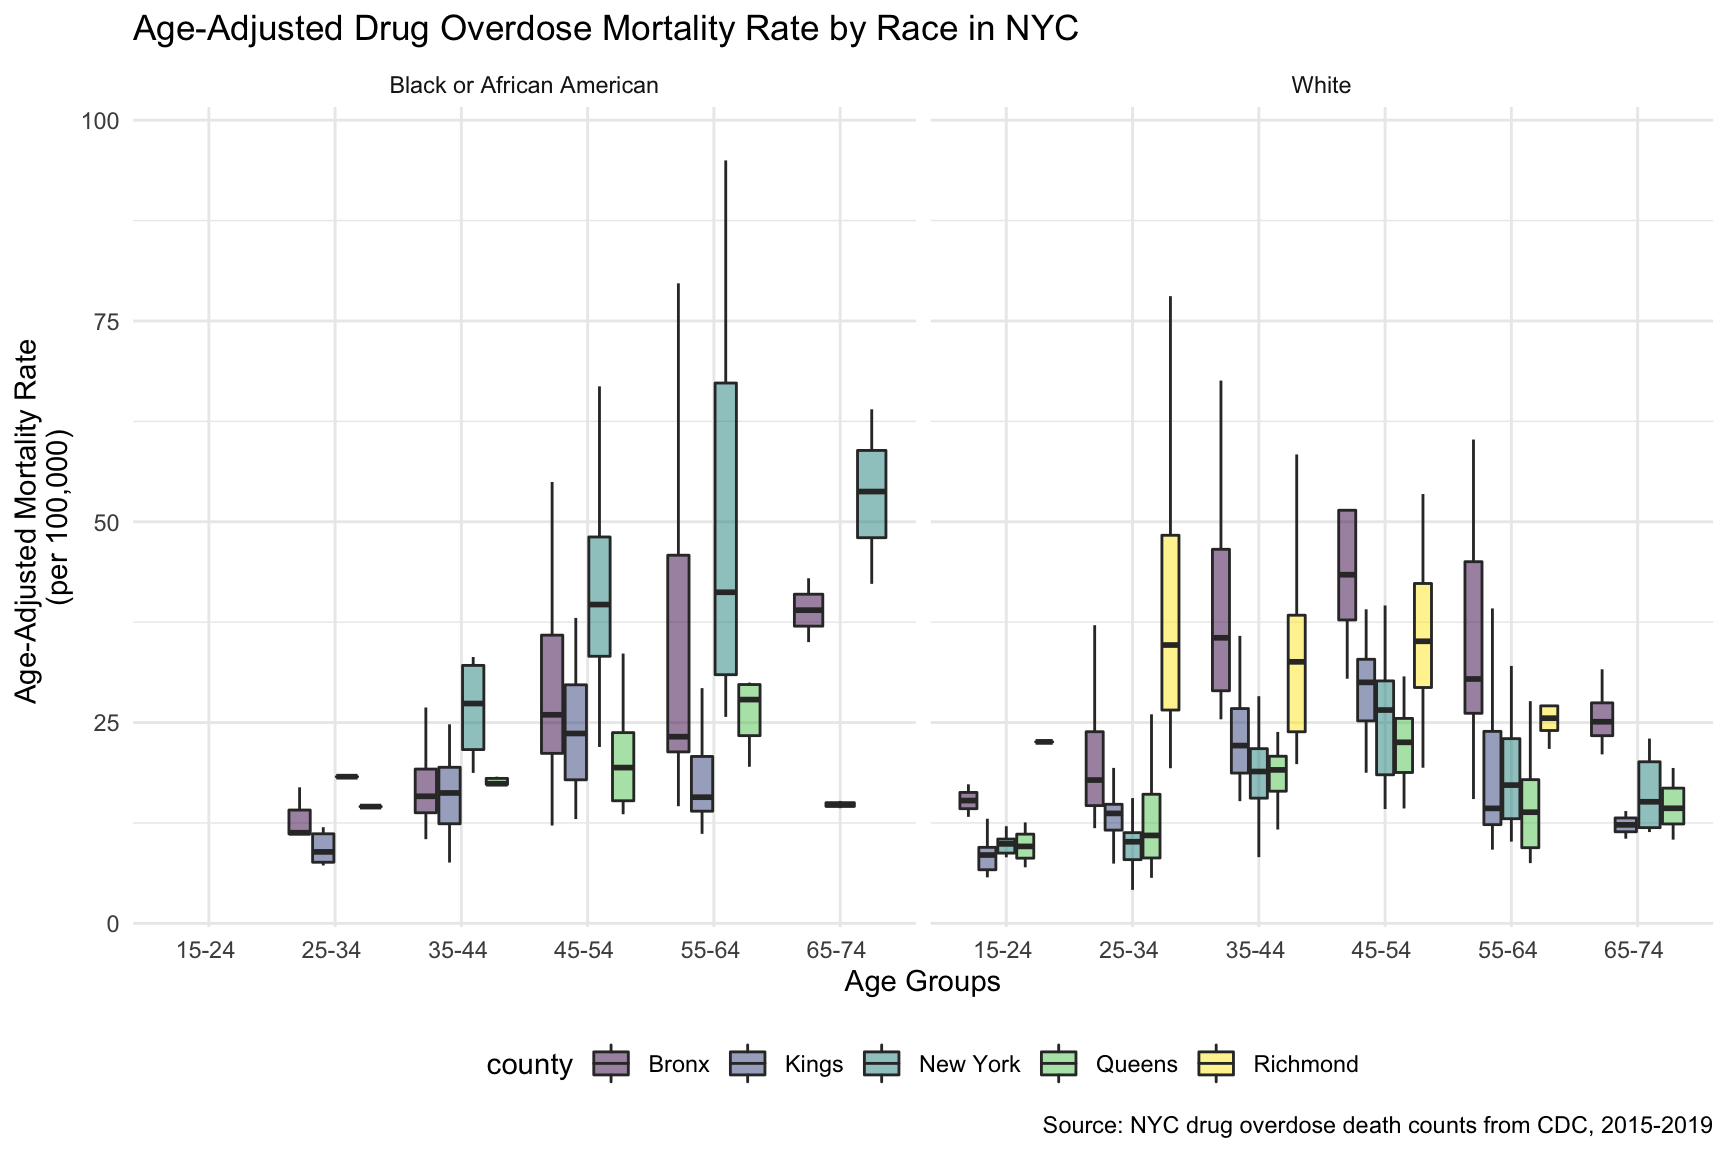 Age-Adjusted Drug Overdose Mortality Rate by Race in NYC
Black or African American
White
Age-Adjusted Mortality Rate
(per 100,000)
100
75
50
25
0
15-24
25-34
35-44
45-54
55-64
65-74
15-24
25-34
35-44
45-54
55-64
65-74
Age Groups
county
Bronx
Kings
New York
Queens
Richmond
Source: NYC drug overdose death counts from CDC, 2015-2019